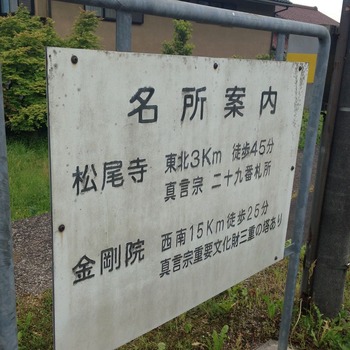 名所案内
松尾寺 東北3Km 徒歩45分
真言宗 二十九番札所
金剛院 西南15Km徒歩25分
真言宗重要文化財三重の塔あり